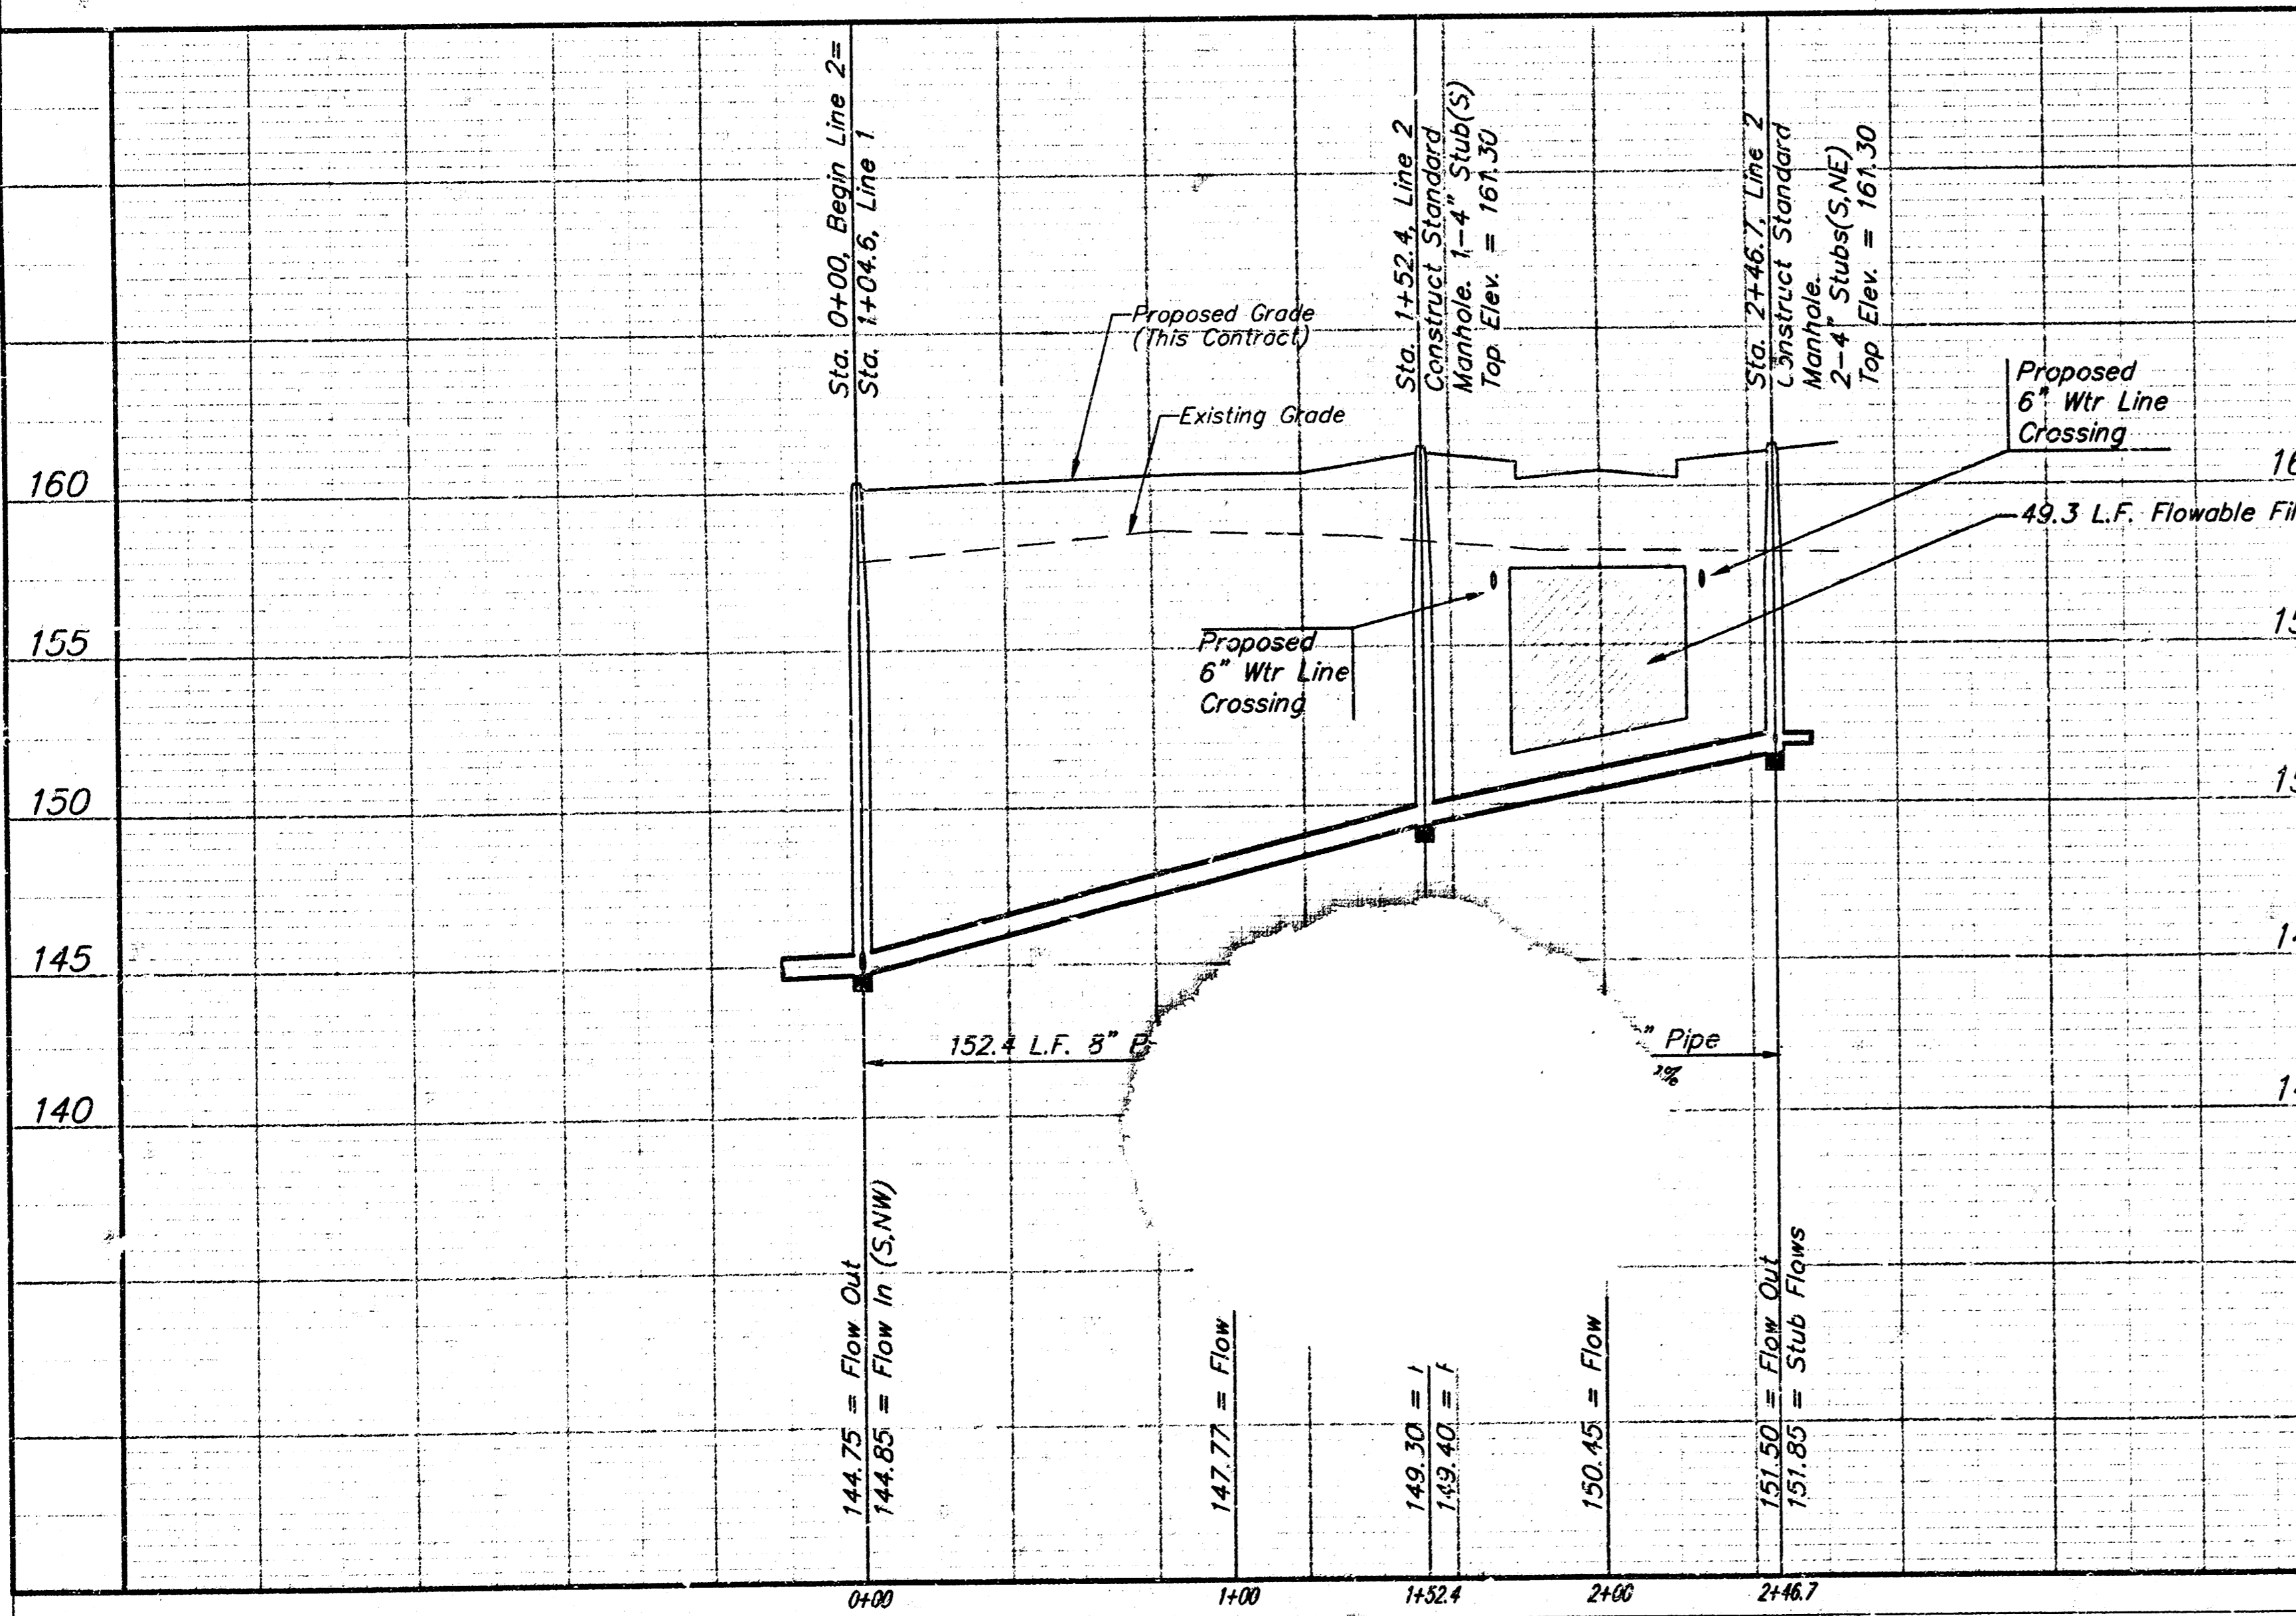 Sta. 0+00, Begin Line 2=
Sta. 1+04.6, Line 1
Sta. 1+52.4, Line 2
Construct Standard
Manhole. 1-4" Stub(S)
Top Elev. = 161.30
Sta. 2+46.7, Line 2
Construct Standard
Manhole.
2-4" Stubs(S,NE)
Top Elev. = 161.30
Proposed Grade
(This Contract)
Existing Grade
Proposed
6" Wtr Line
Crossing
49.3 L.F. Flowable
Proposed
6" Wtr Line
Crossing
160
155
150
145
140
152.4 L.F. 8"
" Pipe
144.75 = Flow Out
144.85 = Flow In (S,NW)
147.77 = Flow
149.30 =
149.40 =
150.45 = Flow
151.50 = Flow Out
151.85 = Stub Flows
0+00
1+00
1+52.4
2+00
2+46.7